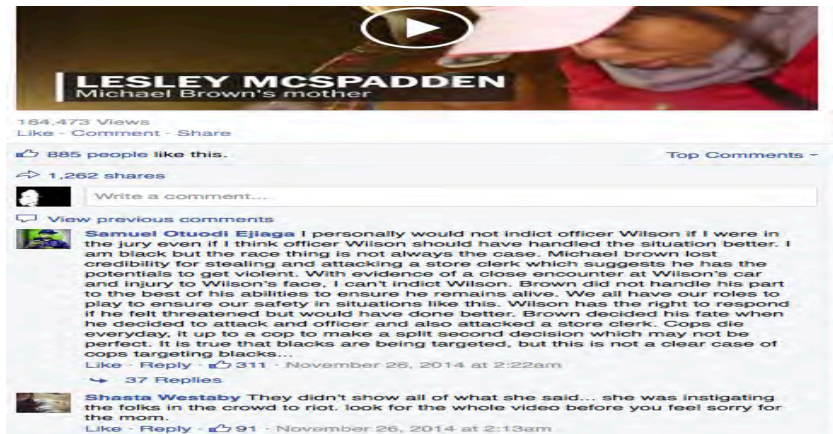 LESLEY MCSPADDEN
Michael Brown's mother
184,473 Views
Like · Comment · Share
885 people like this.
Top Comments
1,262 shares
Write a comment...
View previous comments
Samuel Otuodi Ejiaga I personally would not indict officer Wilson if I were in
the jury even if I think officer Wilson should have handled the situation better. I
am black but the race thing is not always the case. Michael brown lost
credibility for stealing and attacking a store clerk which suggests he has the
potentials to get violent. With evidence of a close encounter at Wilson's car
and injury to Wilson's face, I can't indict Wilson. Brown did not handle his part
to the best of his abilities to ensure he remains alive. We all have our roles to
play to ensure our safety in situations like this. Wilson has the right to respond
if he felt threatened but would have done better. Brown decided his fate when
he decided to attack and officer and also attacked a store clerk. Cops die
everyday, it up to a cop to make a split second decision which may not be
perfect. It is true that blacks are being targeted, but this is not a clear case of
cops targeting blacks...
Like · Reply · 311 · November 26, 2014 at 2:22am
37 Replies
Shasta Westaby They didn't show all of what she said... she was instigating
the folks in the crowd to riot. look for the whole video before you feel sorry for
the mom.
Like · Reply · 91 · November 26, 2014 at 2:13am